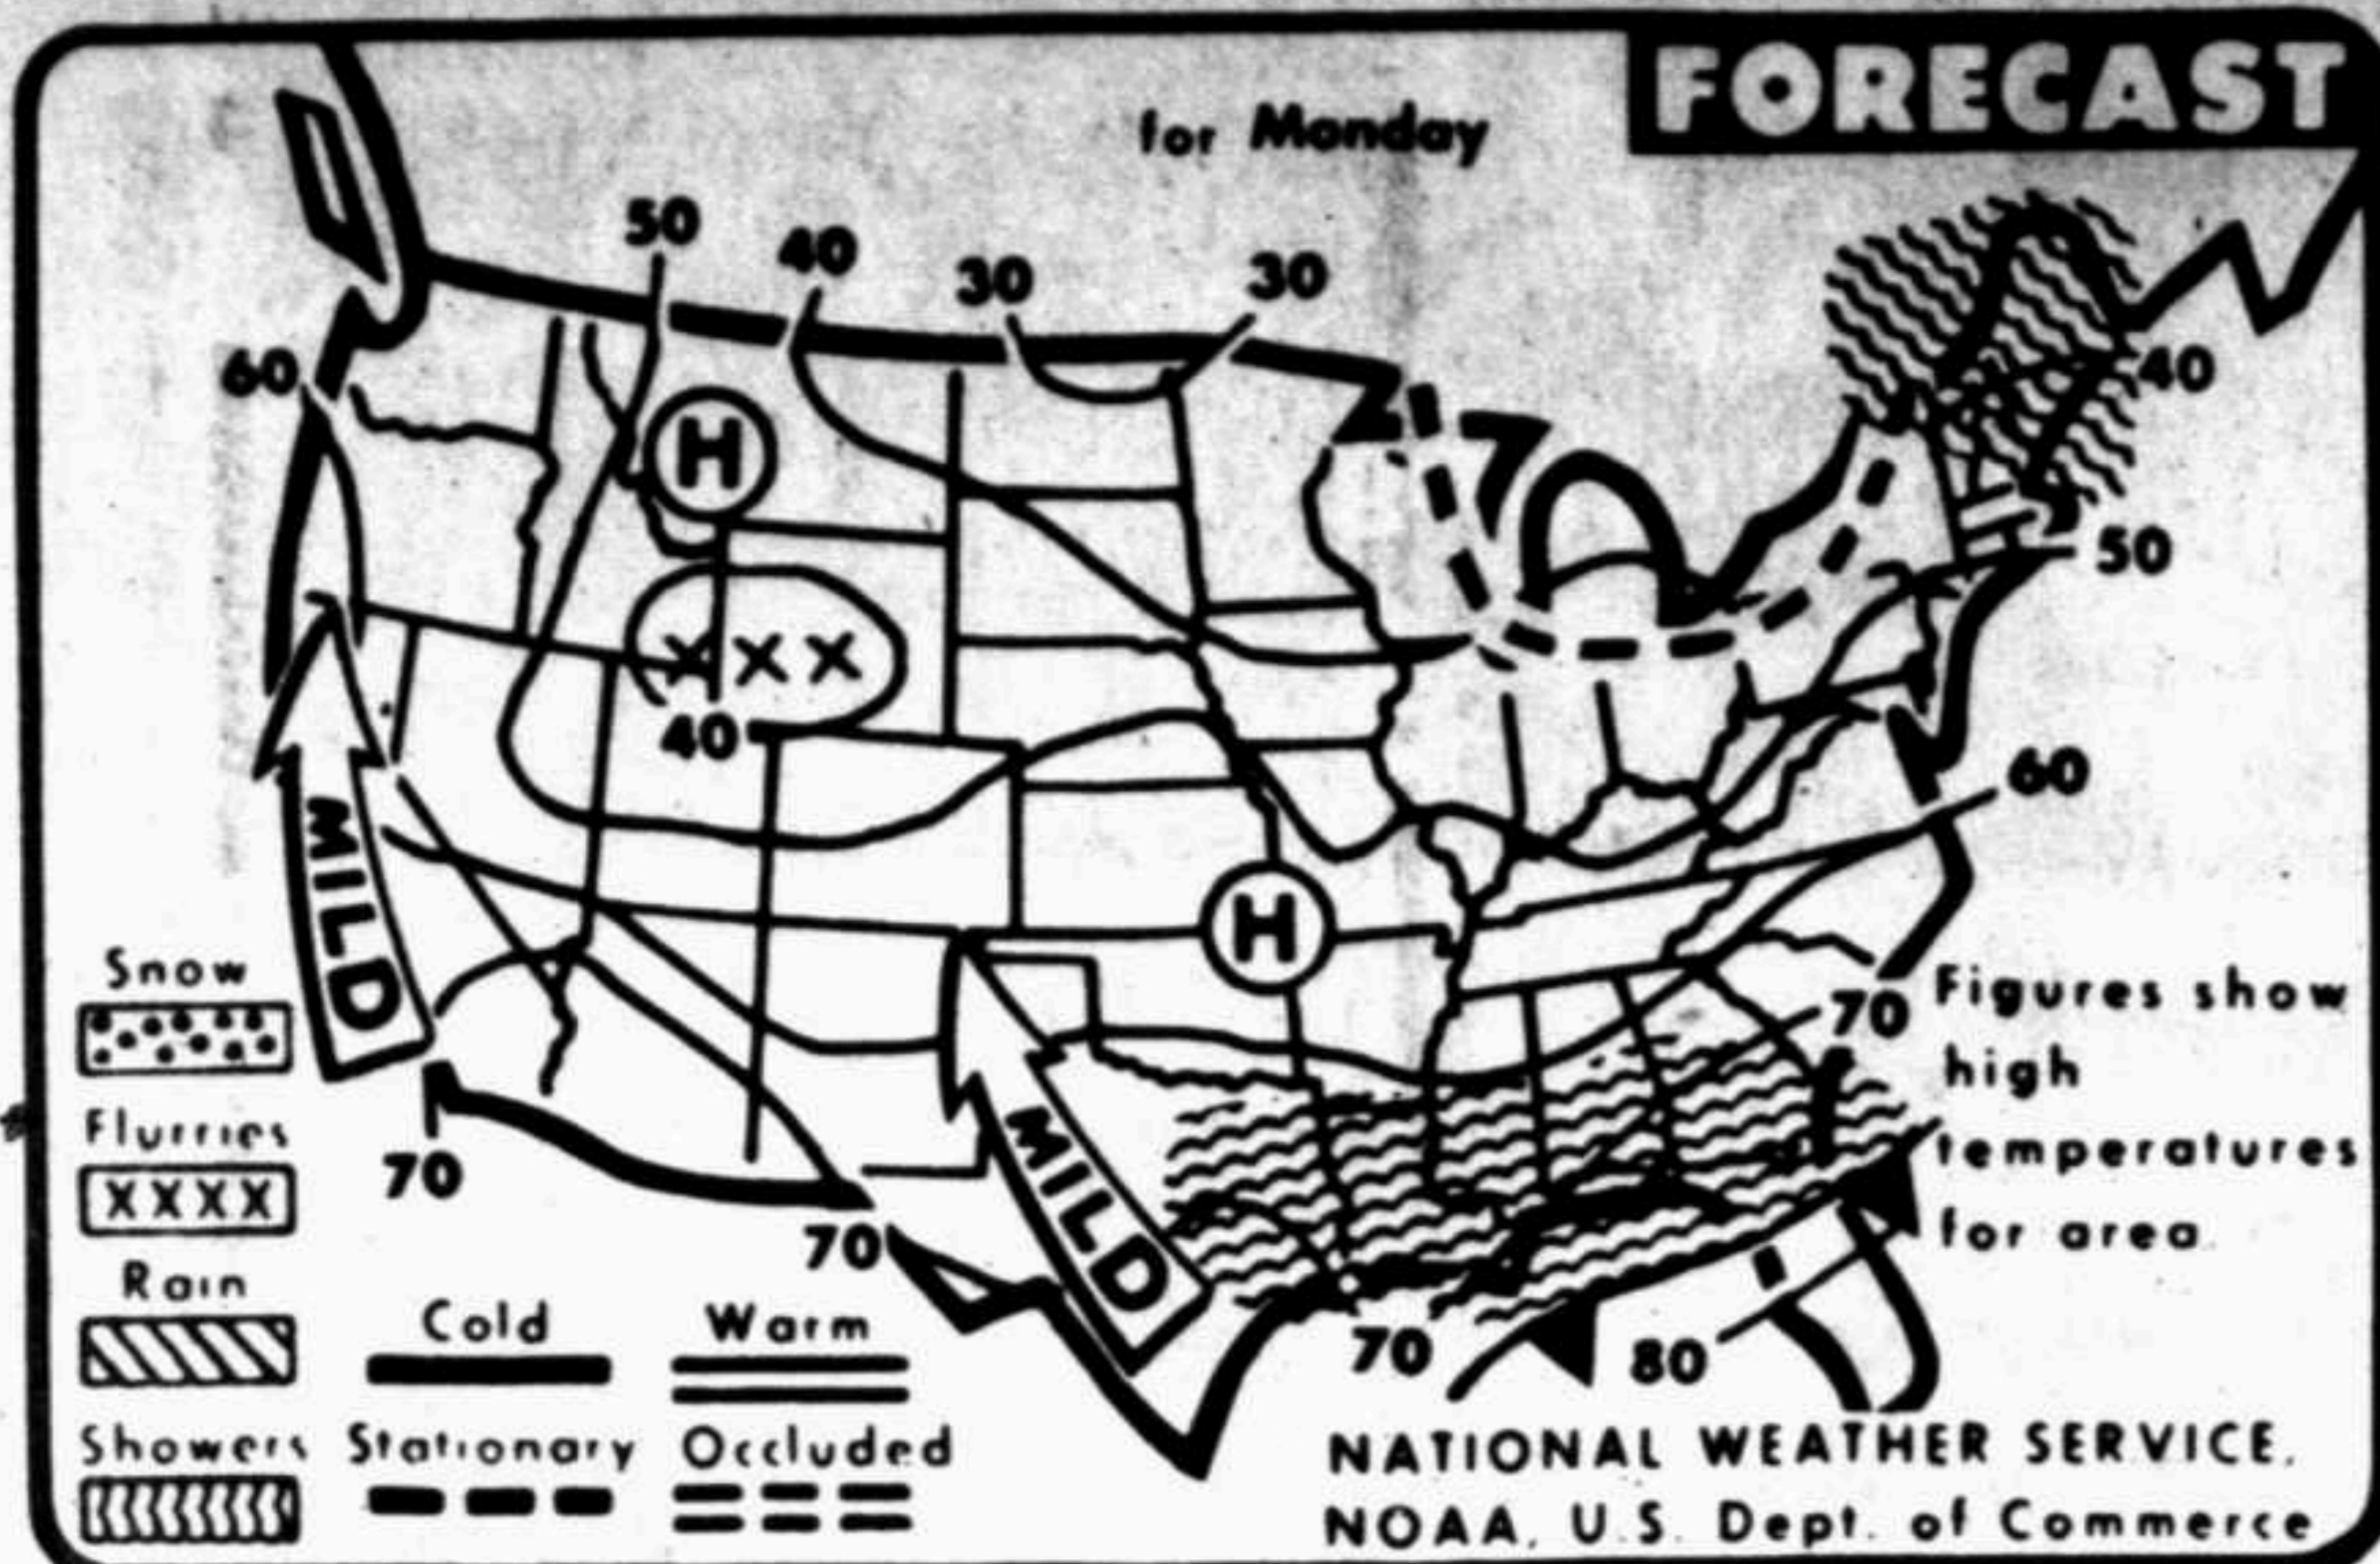 FORECAST
for Monday
50
40
30
30
60
40
H
50
XXX
40
60
MILD
H
Snow
70
Figures show
high
temperatures
for area
Flurries
70
XXXX
MILD
70
Rain
Cold
Warm
70
80
Showers
Stationary
Occluded
NATIONAL WEATHER SERVICE,
NOAA, U.S. Dept. of Commerce